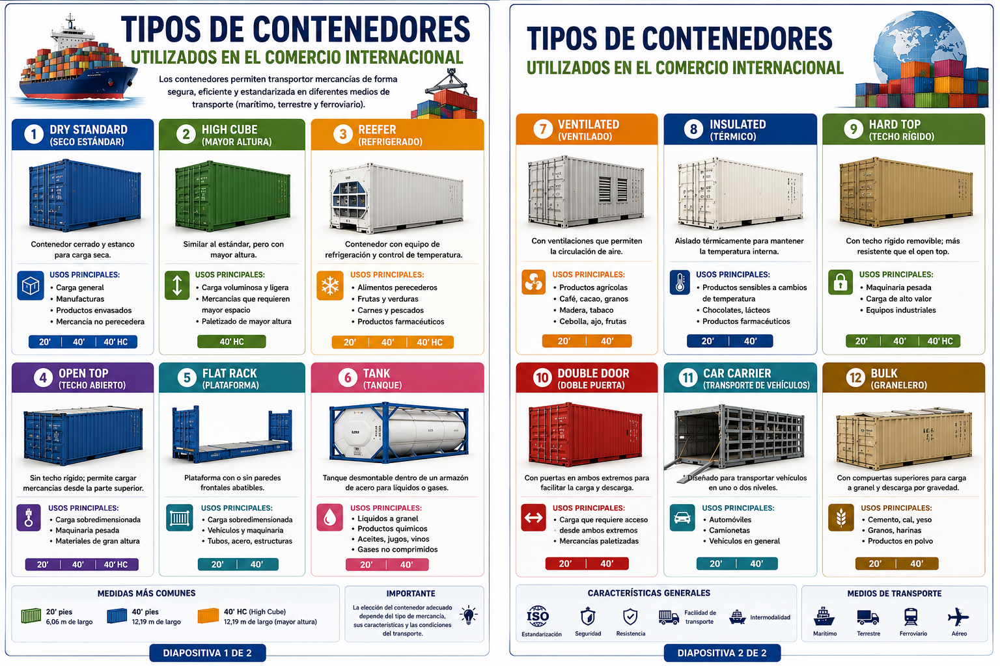 TIPOS DE CONTENEDORES
UTILIZADOS EN EL COMERCIO INTERNACIONAL
Los contenedores permiten transportor mercancías de forma
segura, eficiente y estandarizada en diferentes medios de
transporte (marítimo, terrestre y ferroviario).
1 DRY STANDARD
(SECO ESTÁNDAR)
Contenedor cerrado y estanco
para carga seca.
USOS PRINCIPALES:
• Carga general
• Manufacturas
• Productos envasados
• Mercancía no perecedera
20' | 40' | 40' HC
2 HIGH CUBE
(MAYOR ALTURA)
Similar al estándar, pero con
mayor altura.
USOS PRINCIPALES:
• Carga voluminosa y ligera
• Mercancías que requieren
mayor espacio
• Paletizado de mayor altura
40' HC
3 REEFER
(REFRIGERADO)
Contenedor con equipo de
refrigeración y control de temperatura.
USOS PRINCIPALES:
• Alimentos perecederos
• Frutas y verduras
• Carnes y pescados
• Productos farmacéuticos
20' | 40' | 40' HC
4 OPEN TOP
(TECHO ABIERTO)
Sin techo rígido; permite cargar
mercancias desde la parte superior.
USOS PRINCIPALES:
• Carga sobredimensionada
• Maquinaria pesada
• Materiales de gran altura
20' | 40' | 40' HC
5 FLAT RACK
(PLATAFORMA)
Plataforma con o sin paredes
frontales abatibles.
USOS PRINCIPALES:
• Carga sobredimensionada
• Vehículos y maquinaria
• Tubos, acero, estructuras
20' | 40'
6 TANK
(TANQUE)
Tanque desmontable dentro de un armazón
de acero para líquidos o gases.
USOS PRINCIPALES:
• Líquidos a granel
• Productos químicos
• Aceites, jugos, vinos
• Gases no comprimidos
20' | 40'
MEDIDAS MÁS COMUNES
20' pies
6,06 m de largo
40' pies
12,19 m de largo
40' HC (High Cube)
12,19 m de largo (mayor altura)
IMPORTANTE
La elección del contenedor adecuado
depende del tipo de mercancía,
sus características y las condiciones
del transporte.
DIAPOSITIVA 1 DE 2
TIPOS DE CONTENEDORES
UTILIZADOS EN EL COMERCIO INTERNACIONAL
7 VENTILATED
(VENTILADO)
Con ventilaciones que permiten
la circulación de aire.
USOS PRINCIPALES:
• Productos agrícolas
• Café, cacao, granos
• Madera, tabaco
• Cebolla, ajo, frutas
20' | 40'
8 INSULATED
(TÉRMICO)
Aislado térmicamente para mantener
la temperatura interna.
USOS PRINCIPALES:
• Productos sensibles a cambios
de temperatura
• Chocolates, lácteos
• Productos farmacéuticos
20' | 40'
9 HARD TOP
(TECHO RÍGIDO)
Con techo rígido removible; más
resistente que el open top.
USOS PRINCIPALES:
• Maquinaria pesada
• Carga de alto valor
• Equipos industriales
20' | 40' | 40' HC
10 DOUBLE DOOR
(DOBLE PUERTA)
Con puertas en ambos extremos para
facilitar la carga y descarga.
USOS PRINCIPALES:
• Carga que requiere acceso
• desde ambos extremos
• Mercancías paletizadas
20' | 40'
11 CAR CARRIER
(TRANSPORTE DE VEHÍCULOS)
Diseñado para transportar vehículos
en uno o dos niveles.
USOS PRINCIPALES:
• Automóviles
• Camionetas
• Vehículos en general
20' | 40'
12 BULK
(GRANELERO)
Con compuertas superiores para carga
a granel y descarga por gravedad.
USOS PRINCIPALES:
• Cemento, cal, yeso
• Granos, harinas
• Productos en polvo
20' | 40'
CARACTERÍSTICAS GENERALES
ISO
Estandarización
Seguridad
Resistencia
Facilidad de
transporte
Intermodalidad
MEDIOS DE TRANSPORTE
Marítimo
Terrestre
Ferroviario
Aéreo
DIAPOSITIVA 2 DE 2